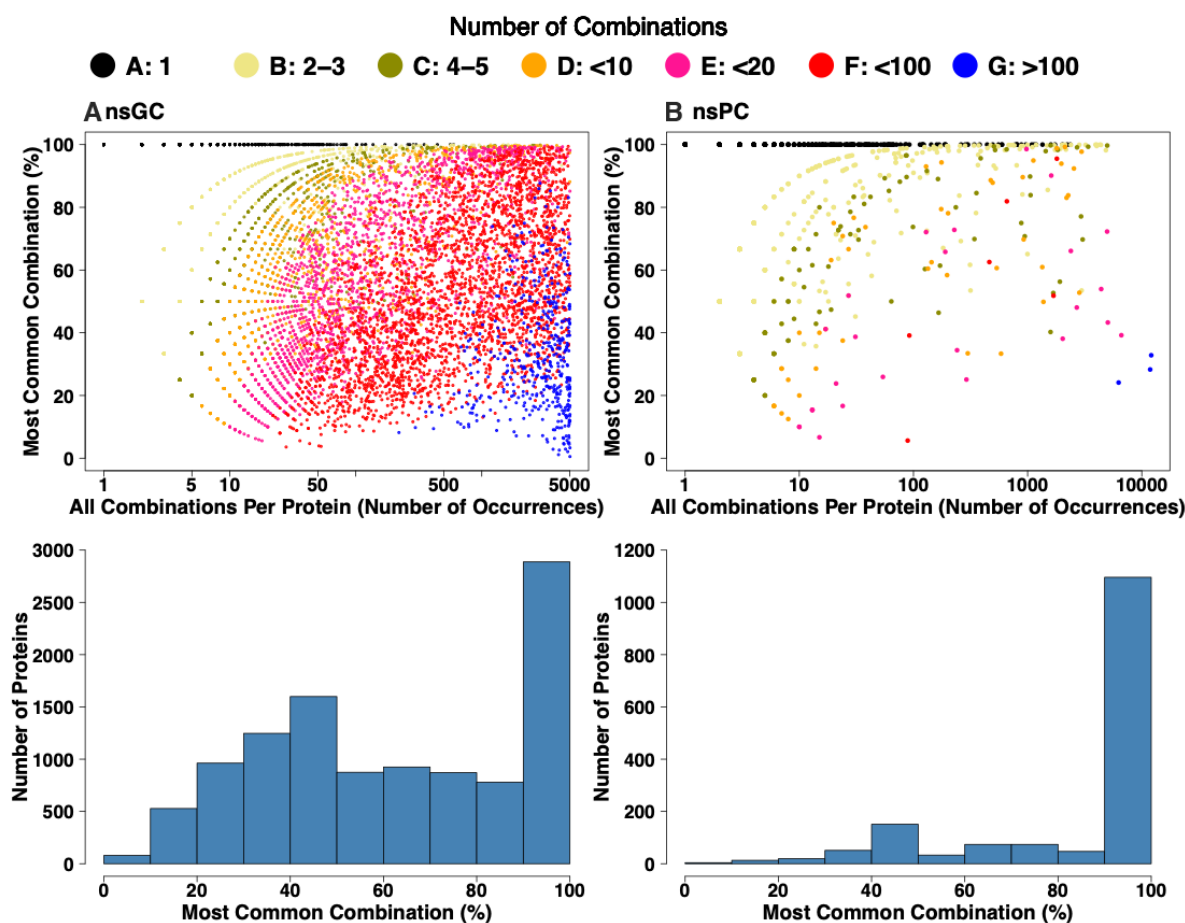 Number of Combinations
A: 1 B: 2–3 C: 4–5 D: <10 E: <20 F: <100 G: >100
A nsGC
B nsPC
Most Common Combination (%)
100
80
60
40
20
0
1 5 10 50 500 5000
All Combinations Per Protein (Number of Occurrences)
Most Common Combination (%)
100
80
60
40
20
0
1 10 100 1000 10000
All Combinations Per Protein (Number of Occurrences)
Number of Proteins
3000
2500
2000
1500
1000
500
0
0 20 40 60 80 100
Most Common Combination (%)
Number of Proteins
1200
1000
800
600
400
200
0
0 20 40 60 80 100
Most Common Combination (%)